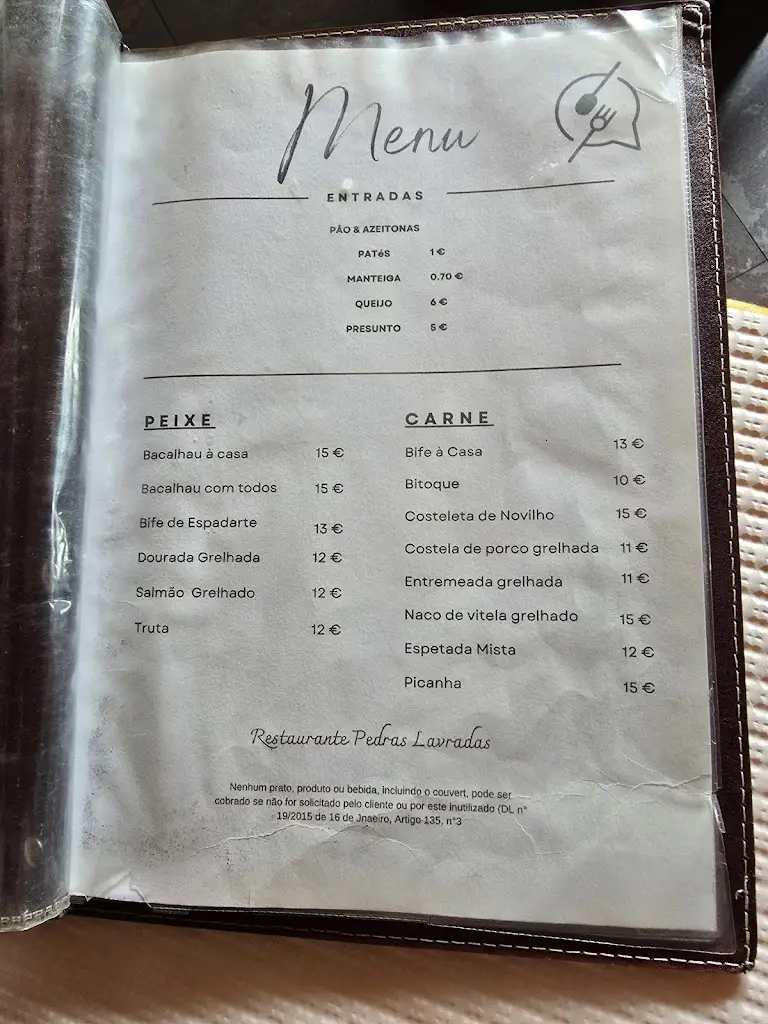 Menu
ENTRADAS
PÃO & AZEITONAS
PATéS 1 €
MANTEIGA 0.70 €
QUEIJO 6 €
PRESUNTO 5 €
PEIXE
Bacalhau à casa 15 €
Bacalhau com todos 15 €
Bife de Espadarte 13 €
Dourada Grelhada 12 €
Salmão Grelhado 12 €
Truta 12 €
CARNE
Bife à Casa 13 €
Bitoque 10 €
Costeleta de Novilho 15 €
Costela de porco grelhada 11 €
Entremeada grelhada 11 €
Naco de vitela grelhado 15 €
Espetada Mista 12 €
Picanha 15 €
Restaurante Pedras Lavradas
Nenhum prato, produto ou bebida, incluindo o couvert, pode ser
cobrado se não for solicitado pelo cliente ou por este inutilizado (DL n°
19/2015 de 16 de Jnaeiro, Artigo 135, n°3